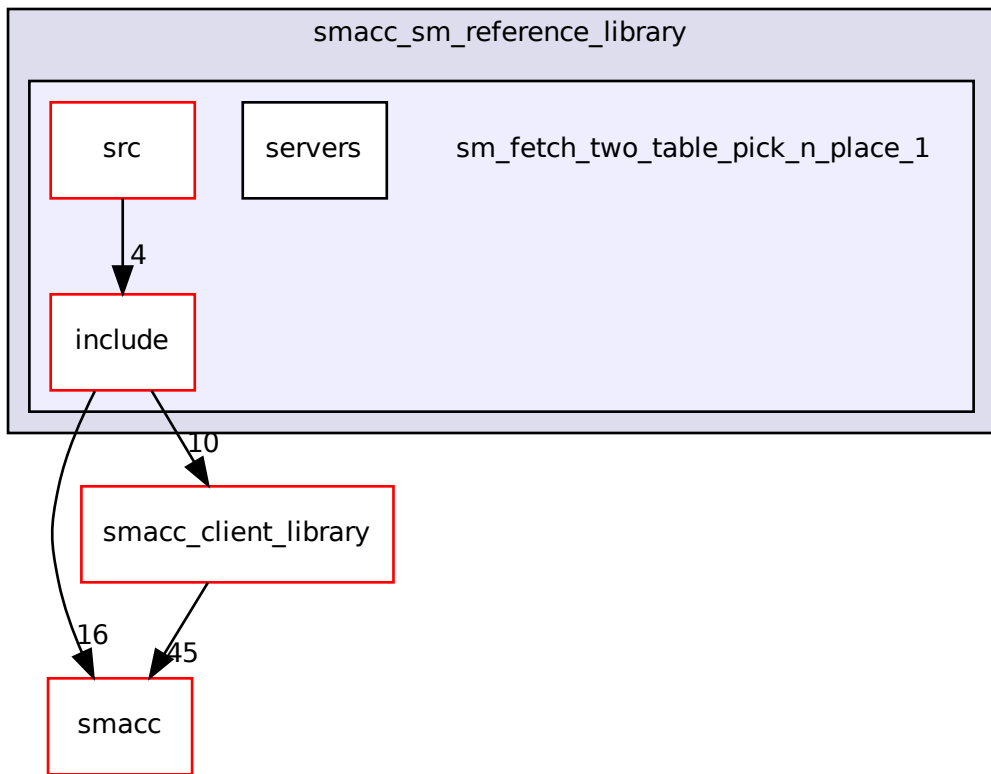 smacc_sm_reference_library
src
servers
sm_fetch_two_table_pick_n_place_1
4
include
10
smacc_client_library
16
45
smacc